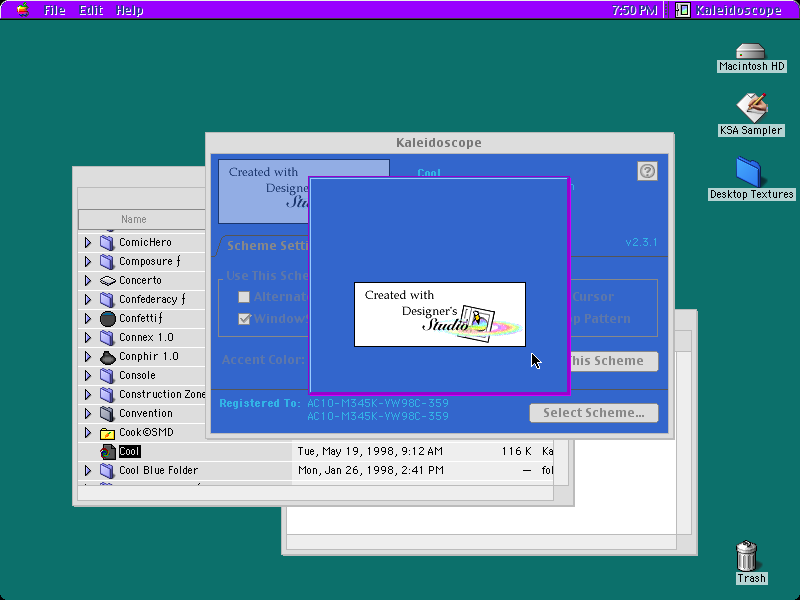 File Edit Help
7:50 PM Kaleidoscope
Macintosh HD
KSA Sampler
Desktop Textures
Trash
Kaleidoscope
Created with
Designe
Stu
Cool
v2.3.1
Scheme Setti
Use This Sche
Alternat
Cursor
Windows
p Pattern
Accent Color:
his Scheme
Created with
Designer's
Studio
Registered To: AC10-M345K-YW98C-359
AC10-M345K-YW98C-359
Select Scheme...
Name
ComicHero
Composure ƒ
Concerto
Confederacy ƒ
Confettiƒ
Connex 1.0
Conphir 1.0
Console
Construction Zone
Convention
Cook©SMD
Cool Tue, May 19, 1998, 9:12 AM 116 K Ka
Cool Blue Folder Mon, Jan 26, 1998, 2:41 PM — fol